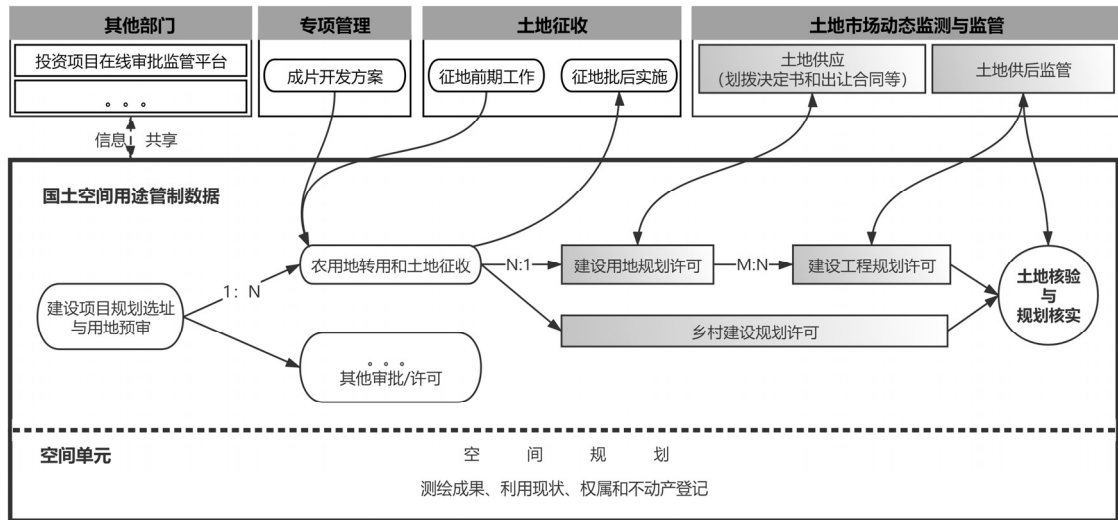 其他部门
专项管理
土地征收
土地市场动态监测与监管
投资项目在线审批监管平台
。。。
成片开发方案
征地前期工作
征地批后实施
土地供应
（划拨决定书和出让合同等）
土地供后监管
信息 共享
国土空间用途管制数据
建设项目规划选址
与用地预审
1：N
农用地转用和土地征收
N:1
建设用地规划许可
M:N
建设工程规划许可
土地核验
与
规划核实
乡村建设规划许可
。。。
其他审批/许可
空间单元
空 间 规 划
测绘成果、利用现状、权属和不动产登记